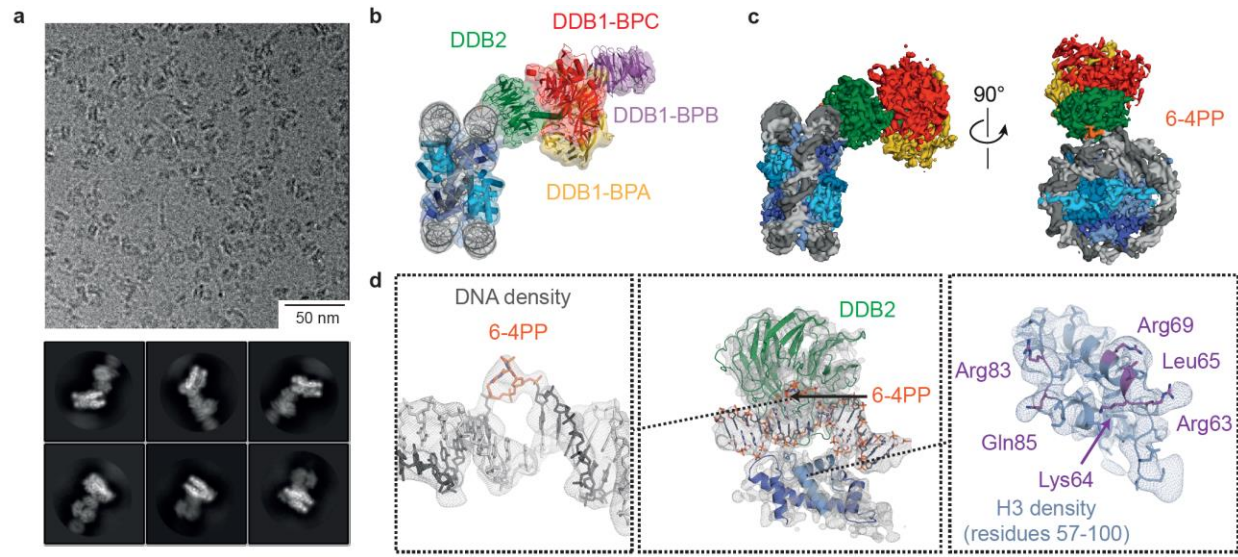 a
50 nm
b
DDB2
DDB1-BPC
DDB1-BPB
DDB1-BPA
c
90°
6-4PP
d
DNA density
6-4PP
DDB2
6-4PP
Arg69
Leu65
Arg83
Arg63
Gln85
Lys64
H3 density
(residues 57-100)